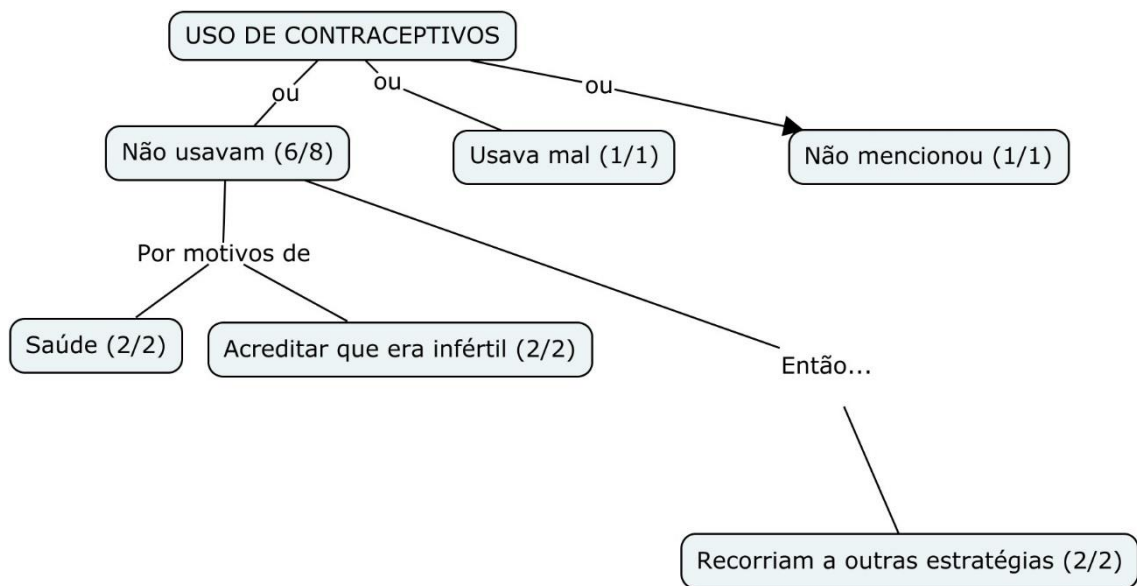 USO DE CONTRACEPTIVOS
ou
ou
ou
Não usavam (6/8)
Usava mal (1/1)
Não mencionou (1/1)
Por motivos de
Saúde (2/2)
Acreditar que era infértil (2/2)
Então...
Recorriam a outras estratégias (2/2)